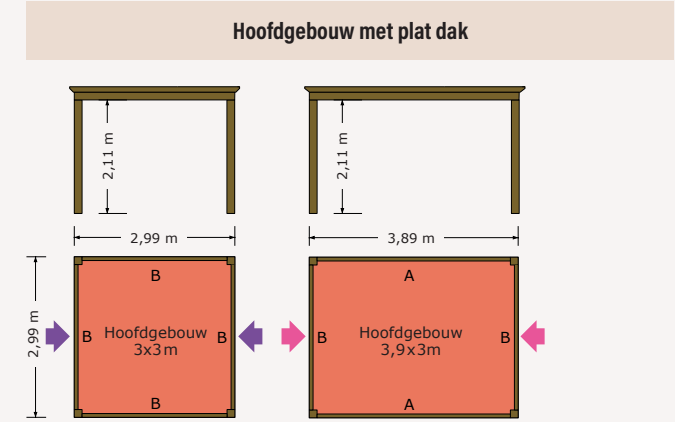 Hoofdgebouw met plat dak
2,11 m
2,11 m
2,99 m
3,89 m
2,99 m
B
B
Hoofdgebouw
3x3m
B
B
A
B
Hoofdgebouw
3,9x3m
B
A